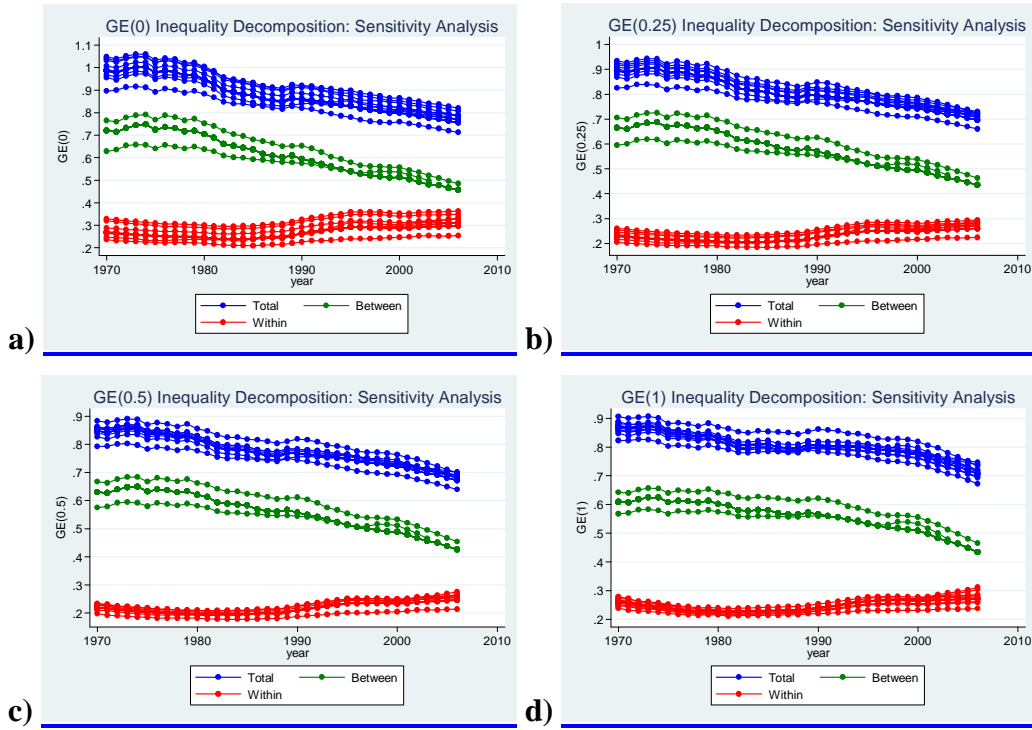 GE(0) Inequality Decomposition: Sensitivity Analysis
GE(0)
1.1
1
.9
.8
.7
.6
.5
.4
.3
.2
1970 1980 1990 2000 2010
year
Total Between
Within
a)
GE(0.25) Inequality Decomposition: Sensitivity Analysis
GE(0.25)
1
.9
.8
.7
.6
.5
.4
.3
.2
1970 1980 1990 2000 2010
year
Total Between
Within
b)
GE(0.5) Inequality Decomposition: Sensitivity Analysis
GE(0.5)
.9
.8
.7
.6
.5
.4
.3
.2
1970 1980 1990 2000 2010
year
Total Between
Within
c)
GE(1) Inequality Decomposition: Sensitivity Analysis
GE(1)
.9
.8
.7
.6
.5
.4
.3
.2
1970 1980 1990 2000 2010
year
Total Between
Within
d)